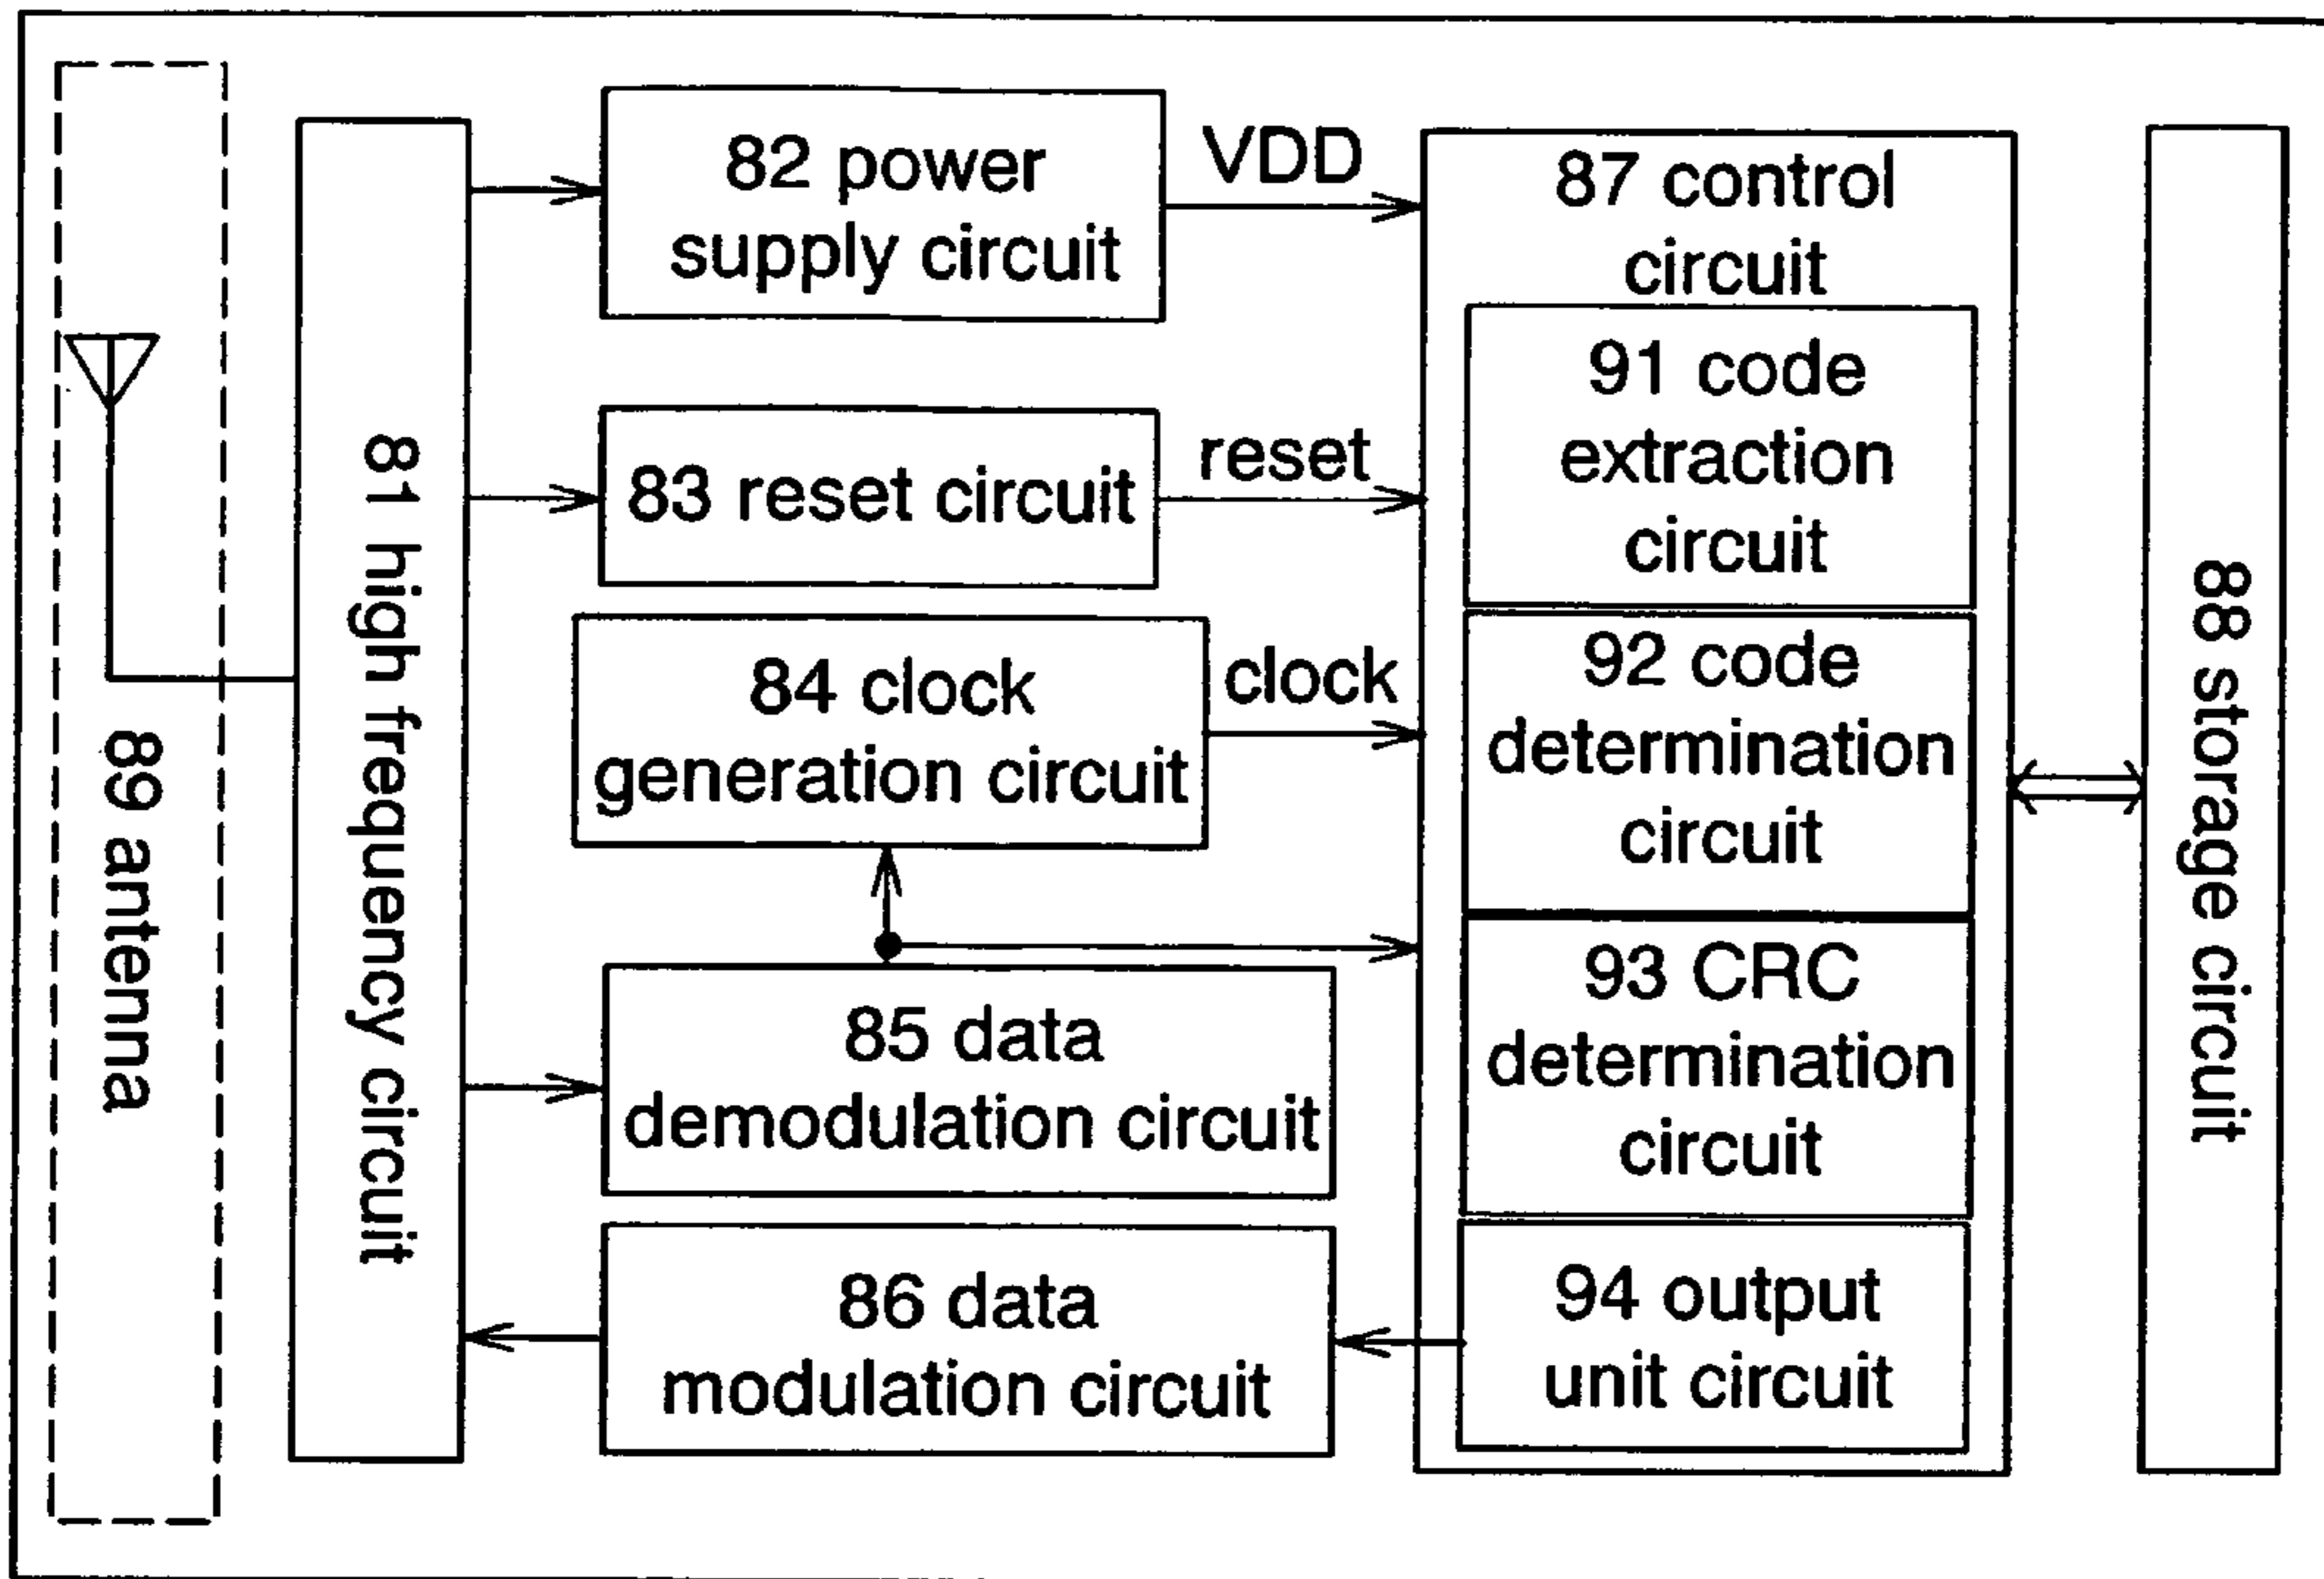 89 antenna
81 high frequency circuit
82 power
supply circuit
VDD
83 reset circuit
reset
84 clock
generation circuit
clock
85 data
demodulation circuit
86 data
modulation circuit
87 control
circuit
91 code
extraction
circuit
92 code
determination
circuit
93 CRC
determination
circuit
94 output
unit circuit
88 storage circuit